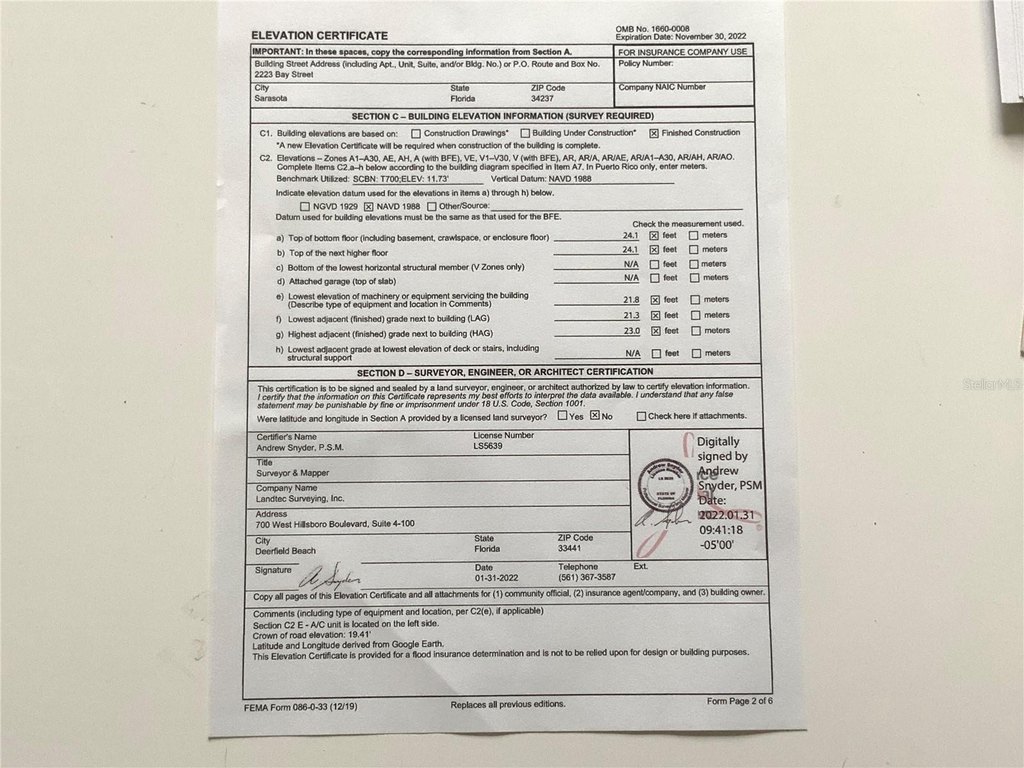 ELEVATION CERTIFICATE
OMB No. 1660-0008
Expiration Date: November 30, 2022
IMPORTANT: In these spaces, copy the corresponding information from Section A.
FOR INSURANCE COMPANY USE
Building Street Address (including Apt., Unit, Suite, and/or Bldg. No.) or P.O. Route and Box No.
2223 Bay Street
Policy Number:
City State ZIP Code
Sarasota Florida 34237
Company NAIC Number
SECTION C – BUILDING ELEVATION INFORMATION (SURVEY REQUIRED)
C1. Building elevations are based on: ☐ Construction Drawings* ☐ Building Under Construction* ☒ Finished Construction
*A new Elevation Certificate will be required when construction of the building is complete.
C2. Elevations – Zones A1–A30, AE, AH, A (with BFE), VE, V1–V30, V (with BFE), AR, AR/A, AR/AE, AR/A1–A30, AR/AH, AR/AO.
Complete Items C2.a–h below according to the building diagram specified in Item A7. In Puerto Rico only, enter meters.
Benchmark Utilized: SCBN: T700;ELEV: 11.73' Vertical Datum: NAVD 1988
Indicate elevation datum used for the elevations in items a) through h) below.
☐ NGVD 1929 ☒ NAVD 1988 ☐ Other/Source:
Datum used for building elevations must be the same as that used for the BFE.
Check the measurement used.
a) Top of bottom floor (including basement, crawlspace, or enclosure floor) 24.1 ☒ feet ☐ meters
b) Top of the next higher floor 24.1 ☒ feet ☐ meters
c) Bottom of the lowest horizontal structural member (V Zones only) N/A ☐ feet ☐ meters
d) Attached garage (top of slab) N/A ☐ feet ☐ meters
e) Lowest elevation of machinery or equipment servicing the building
(Describe type of equipment and location in Comments) 21.8 ☒ feet ☐ meters
f) Lowest adjacent (finished) grade next to building (LAG) 21.3 ☒ feet ☐ meters
g) Highest adjacent (finished) grade next to building (HAG) 23.0 ☒ feet ☐ meters
h) Lowest adjacent grade at lowest elevation of deck or stairs, including
structural support N/A ☐ feet ☐ meters
SECTION D – SURVEYOR, ENGINEER, OR ARCHITECT CERTIFICATION
This certification is to be signed and sealed by a land surveyor, engineer, or architect authorized by law to certify elevation information.
I certify that the information on this Certificate represents my best efforts to interpret the data available. I understand that any false
statement may be punishable by fine or imprisonment under 18 U.S. Code, Section 1001.
Were latitude and longitude in Section A provided by a licensed land surveyor? ☐ Yes ☒ No ☐ Check here if attachments.
Certifier's Name License Number
Andrew Snyder, P.S.M. LS5639
Title
Surveyor & Mapper
Company Name
Landtec Surveying, Inc.
Address
700 West Hillsboro Boulevard, Suite 4-100
City State ZIP Code
Deerfield Beach Florida 33441
Digitally
signed by
Andrew
Snyder, PSM
Date:
2022.01.31
09:41:18
-05'00'
Signature Date Telephone Ext.
A Snyder 01-31-2022 (561) 367-3587
Copy all pages of this Elevation Certificate and all attachments for (1) community official, (2) insurance agent/company, and (3) building owner.
Comments (including type of equipment and location, per C2(e), if applicable)
Section C2 E - A/C unit is located on the left side.
Crown of road elevation: 19.41'
Latitude and Longitude derived from Google Earth.
This Elevation Certificate is provided for a flood insurance determination and is not to be relied upon for design or building purposes.
FEMA Form 086-0-33 (12/19) Replaces all previous editions. Form Page 2 of 6
StellarMLS